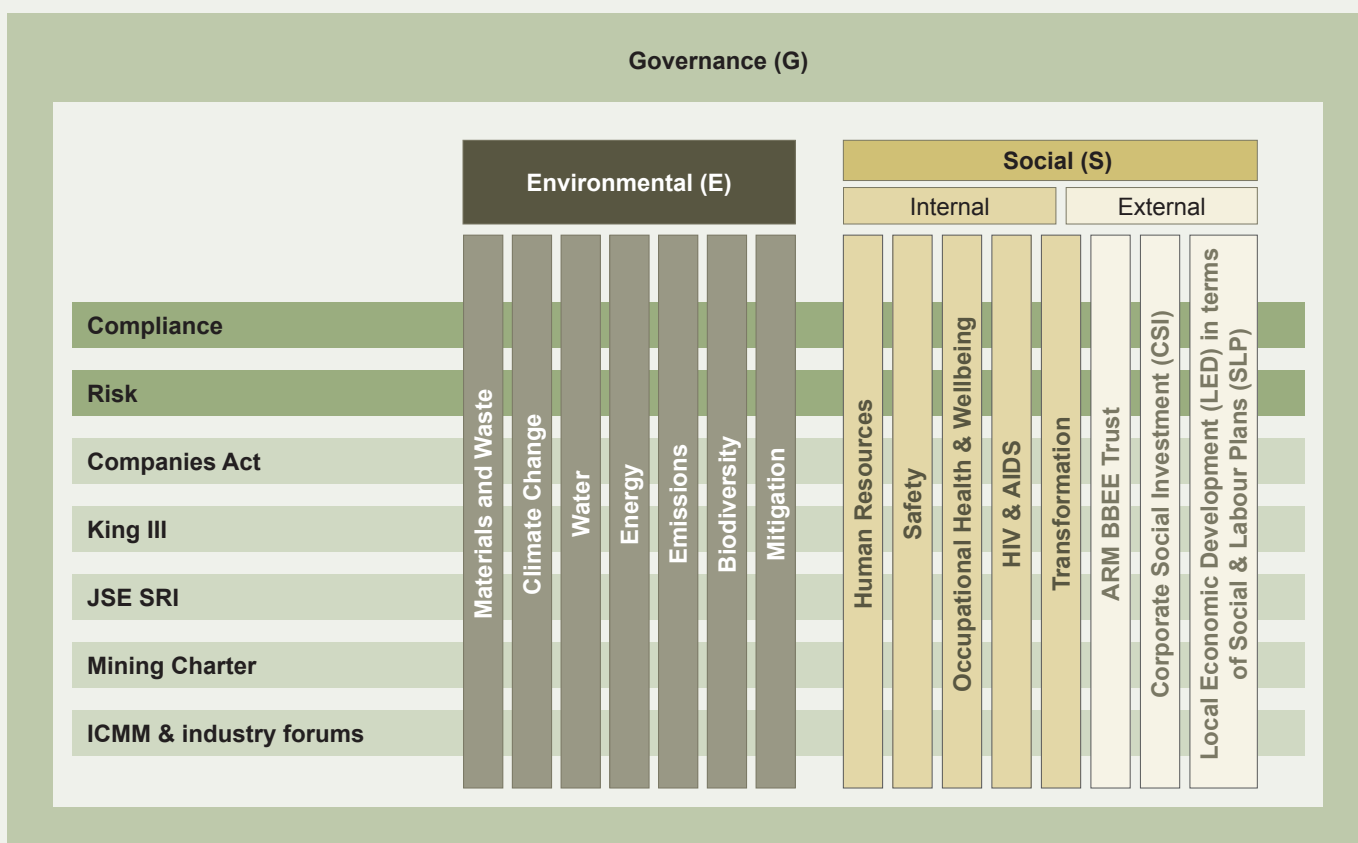 Governance (G)
Environmental (E)
Social (S)
Internal
External
Compliance
Risk
Companies Act
King III
JSE SRI
Mining Charter
ICMM & industry forums
Materials and Waste
Climate Change
Water
Energy
Emissions
Biodiversity
Mitigation
Human Resources
Safety
Occupational Health & Wellbeing
HIV & AIDS
Transformation
ARM BBEE Trust
Corporate Social Investment (CSI)
Local Economic Development (LED) in terms
of Social & Labour Plans (SLP)